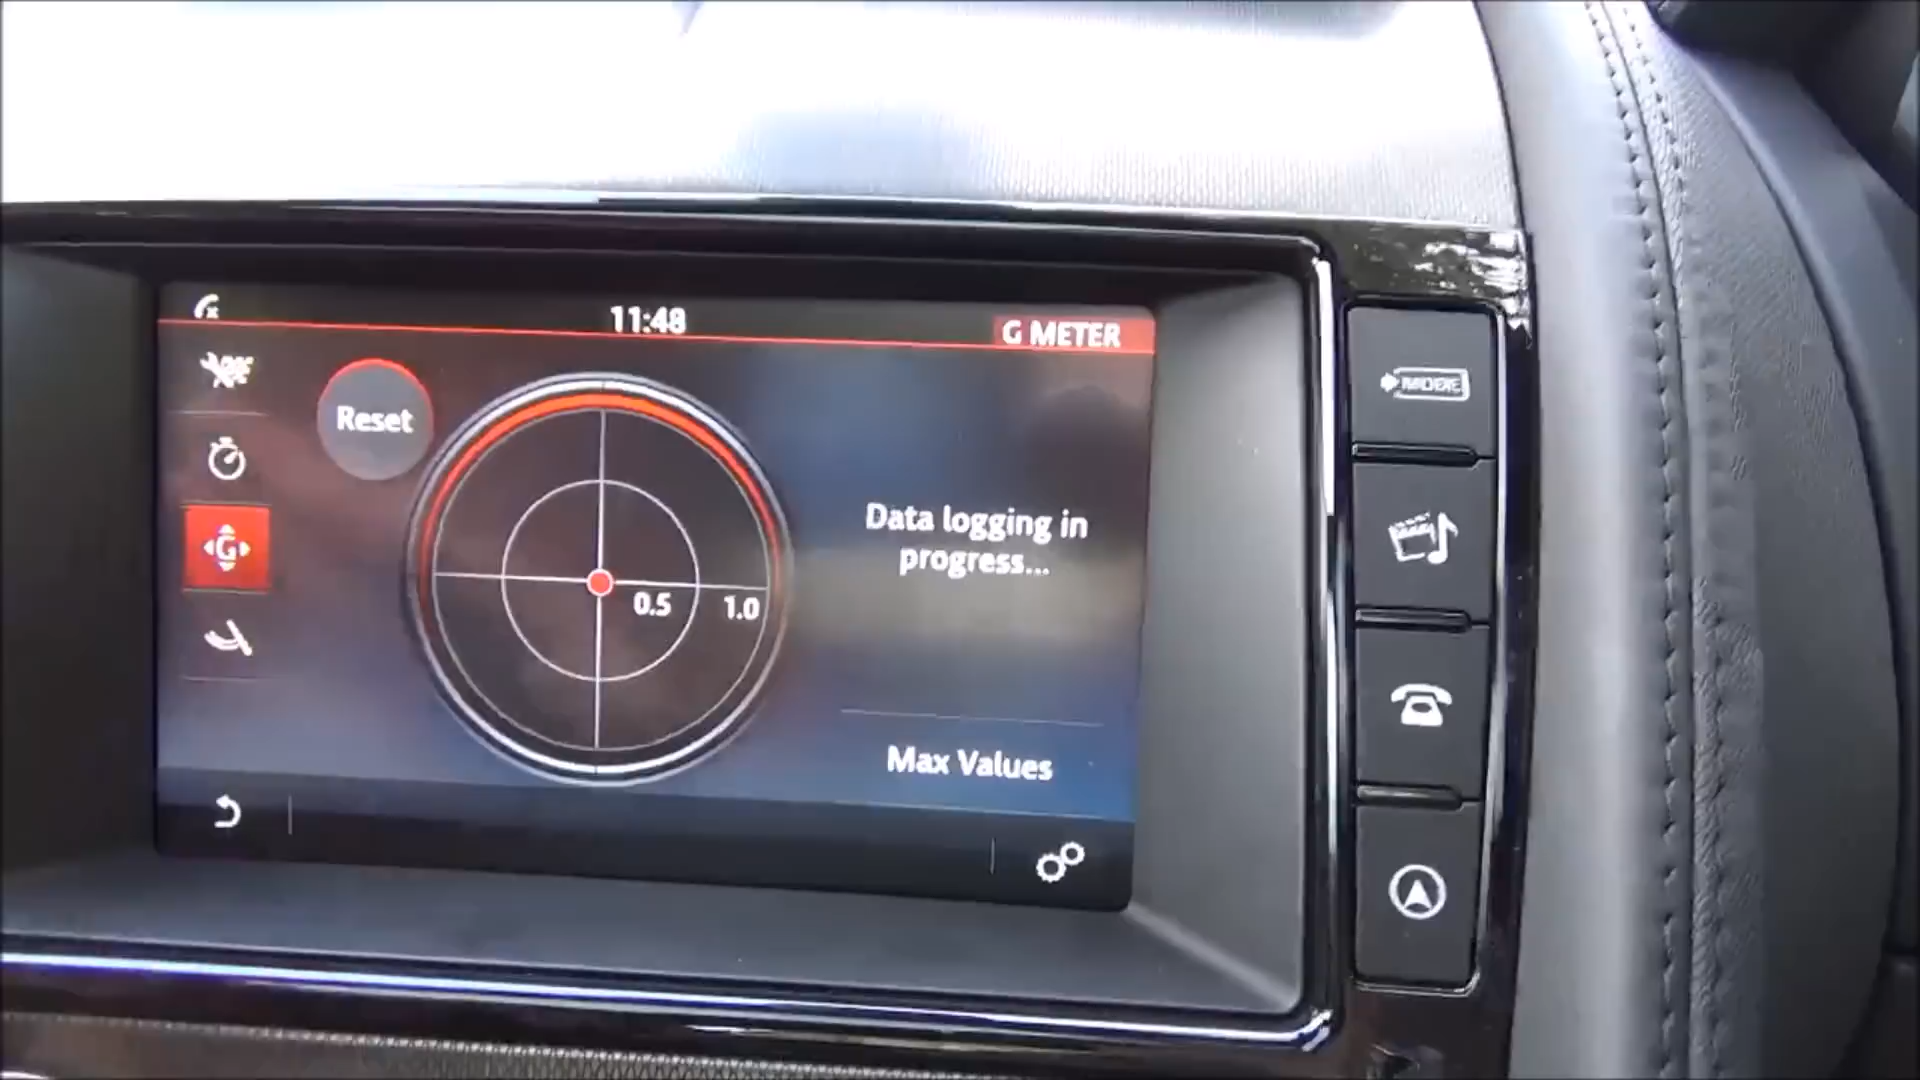 11:48
G METER
Reset
G
Data logging in
progress...
0.5
1.0
Max Values